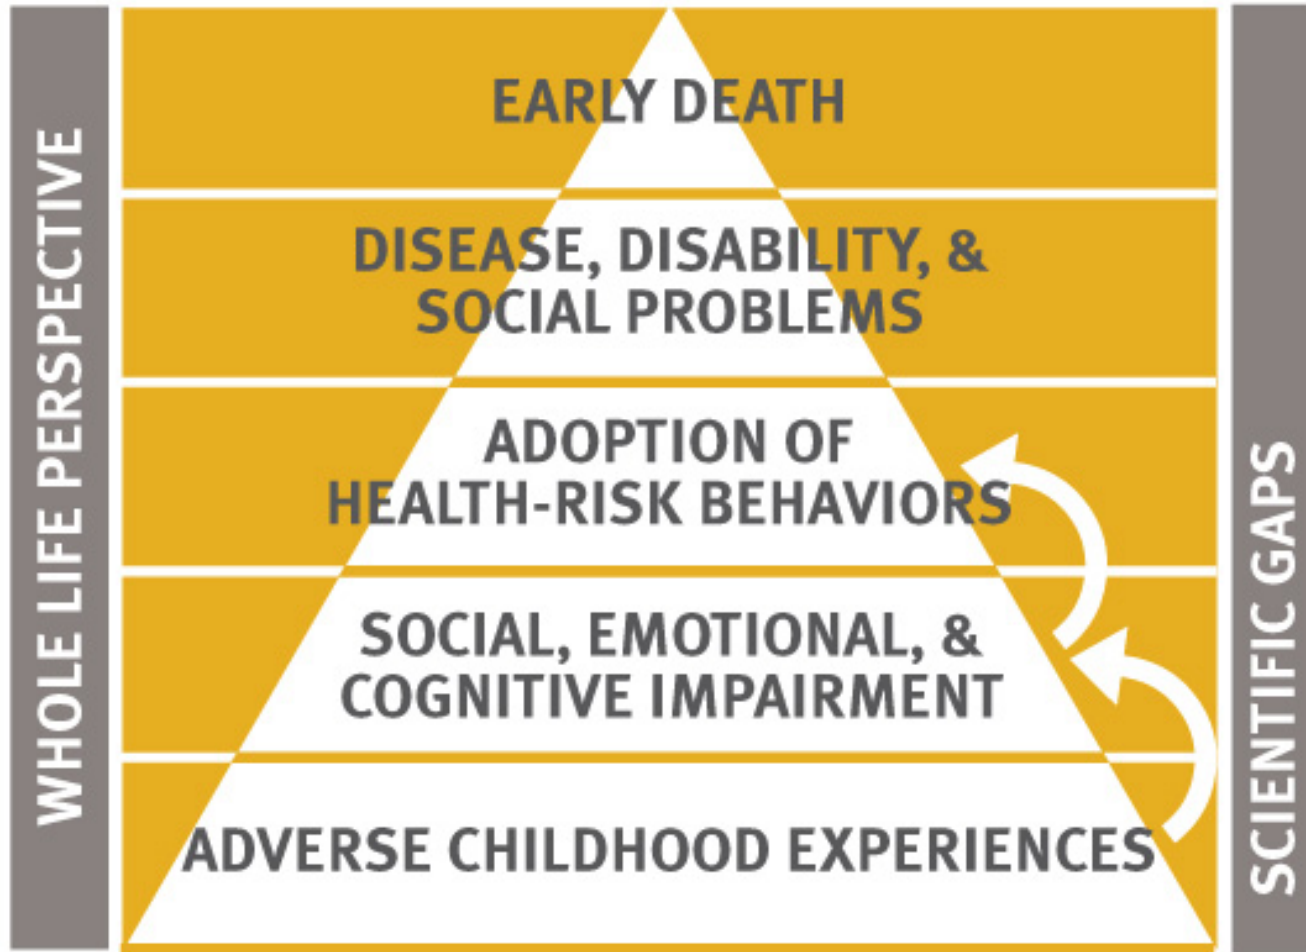 WHOLE LIFE PERSPECTIVE
EARLY DEATH
DISEASE, DISABILITY, &
SOCIAL PROBLEMS
ADOPTION OF
HEALTH-RISK BEHAVIORS
SOCIAL, EMOTIONAL, &
COGNITIVE IMPAIRMENT
ADVERSE CHILDHOOD EXPERIENCES
SCIENTIFIC GAPS